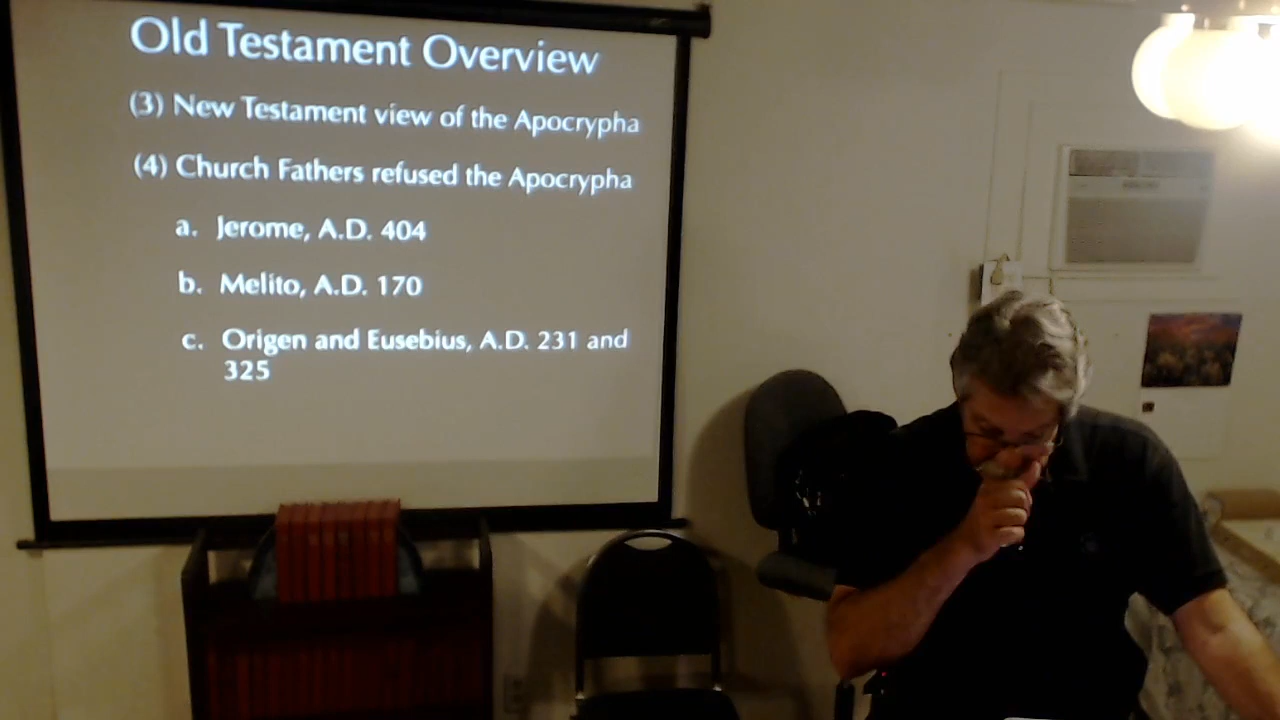 Old Testament Overview
(3) New Testament view of the Apocrypha
(4) Church Fathers refused the Apocrypha
a. Jerome, A.D. 404
b. Melito, A.D. 170
c. Origen and Eusebius, A.D. 231 and
325